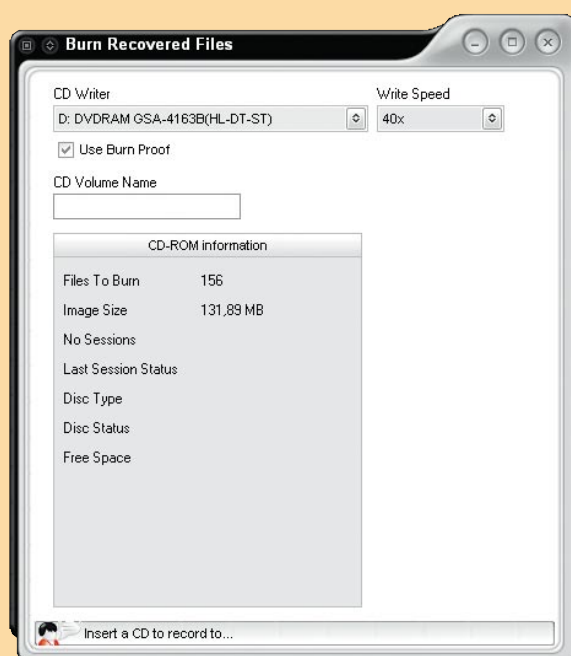 Burn Recovered Files
CD Writer
Write Speed
D: DVDRAM GSA-4163B(HL-DT-ST)
40x
Use Burn Proof
CD Volume Name
CD-ROM information
Files To Burn 156
Image Size 131,89 MB
No Sessions
Last Session Status
Disc Type
Disc Status
Free Space
Insert a CD to record to...